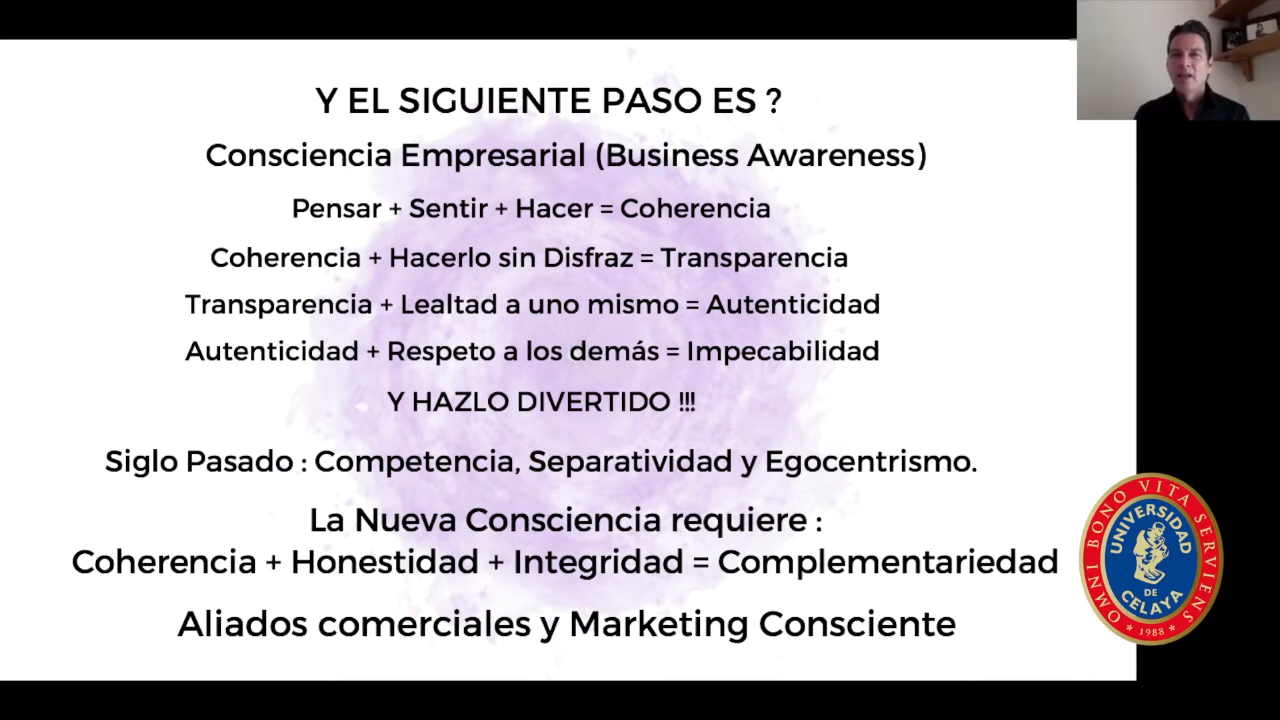 Y EL SIGUIENTE PASO ES ?
Consciencia Empresarial (Business Awareness)
Pensar + Sentir + Hacer = Coherencia
Coherencia + Hacerlo sin Disfraz = Transparencia
Transparencia + Lealtad a uno mismo = Autenticidad
Autenticidad + Respeto a los demás = Impecabilidad
Y HAZLO DIVERTIDO !!!
Siglo Pasado : Competencia, Separatividad y Egocentrismo.
La Nueva Consciencia requiere :
Coherencia + Honestidad + Integridad = Complementariedad
Aliados comerciales y Marketing Consciente
OMNI BONO VITA SERVIENS
UNIVERSIDAD
DE
CELAYA
* 1988 *